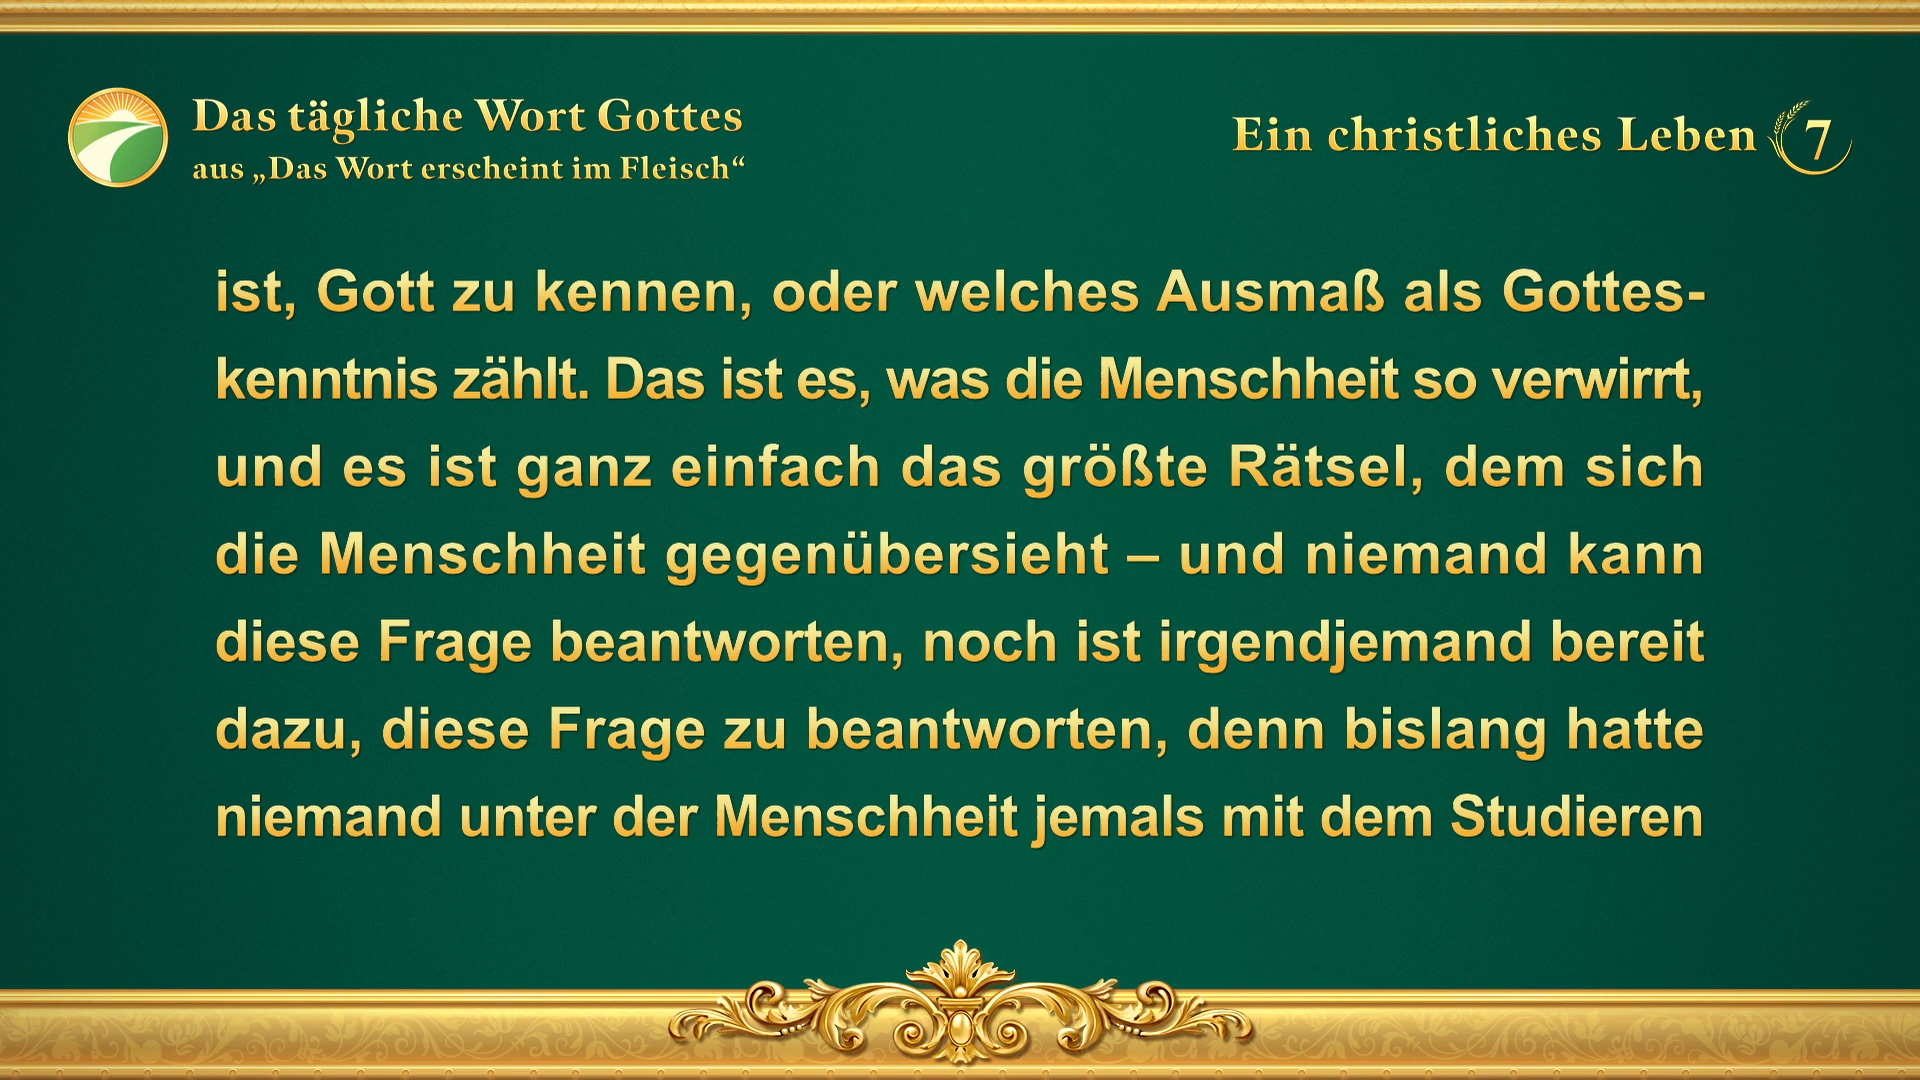 Das tägliche Wort Gottes
aus „Das Wort erscheint im Fleisch“
Ein christliches Leben 7
ist, Gott zu kennen, oder welches Ausmaß als Gottes-
kenntnis zählt. Das ist es, was die Menschheit so verwirrt,
und es ist ganz einfach das größte Rätsel, dem sich
die Menschheit gegenübersieht – und niemand kann
diese Frage beantworten, noch ist irgendjemand bereit
dazu, diese Frage zu beantworten, denn bislang hatte
niemand unter der Menschheit jemals mit dem Studieren